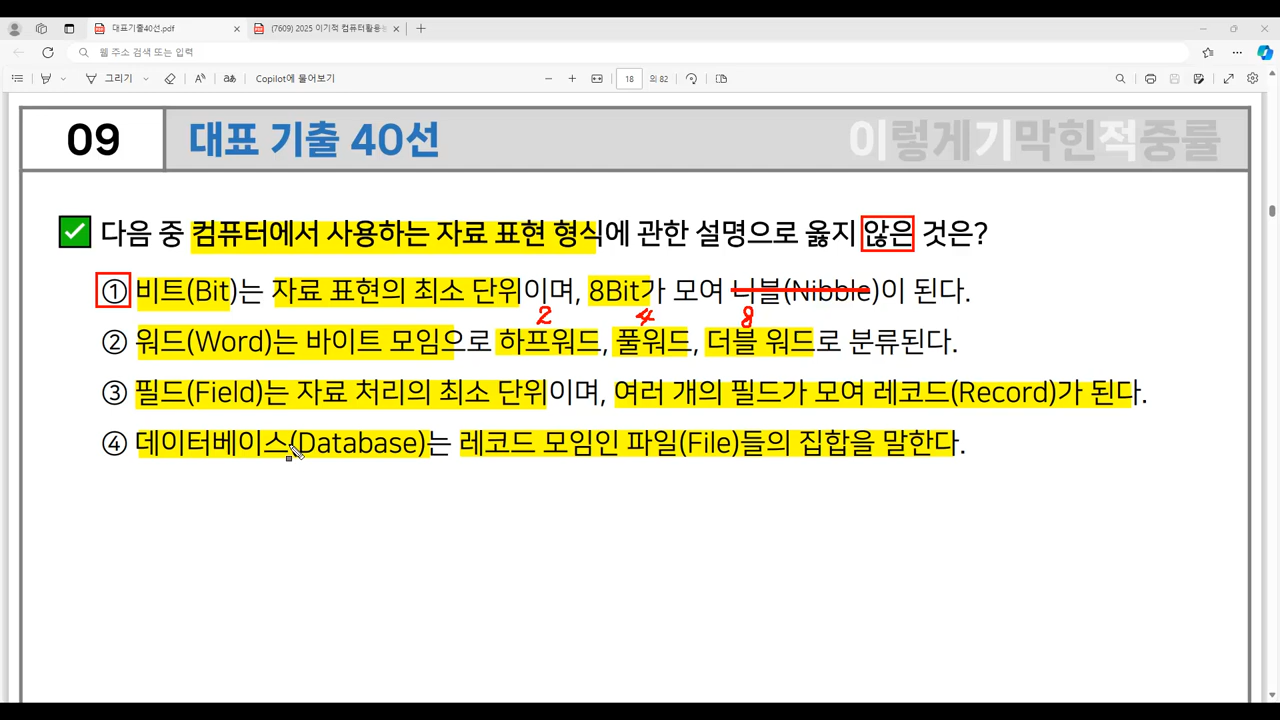 대표기출40선.pdf
(7609) 2025 이기적 컴퓨터활용능
웹 주소 검색 또는 입력
그리기
Copilot에 물어보기
18
의 82
09
대표 기출 40선
이렇게기막힌적중률
다음 중 컴퓨터에서 사용하는 자료 표현 형식에 관한 설명으로 옳지 않은 것은?
① 비트(Bit)는 자료 표현의 최소 단위이며, 8Bit가 모여 니블(Nibble)이 된다.
2 4 8
② 워드(Word)는 바이트 모임으로 하프워드, 풀워드, 더블 워드로 분류된다.
③ 필드(Field)는 자료 처리의 최소 단위이며, 여러 개의 필드가 모여 레코드(Record)가 된다.
④ 데이터베이스(Database)는 레코드 모임인 파일(File)들의 집합을 말한다.